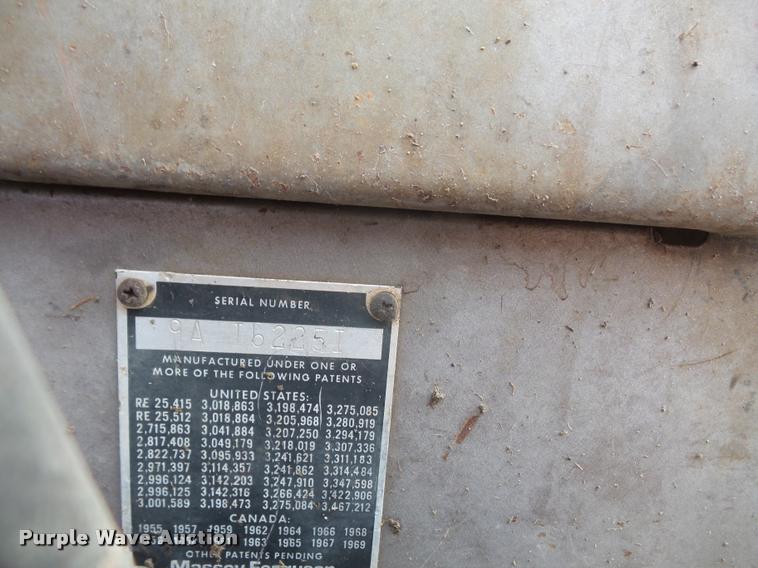 SERIAL NUMBER
9A I62251
MANUFACTURED UNDER ONE OR
MORE OF THE FOLLOWING PATENTS
UNITED STATES:
RE 25,415 3,018,863 3,198,474 3,275,085
RE 25,512 3,018,864 3,205,968 3,280,919
2,715,863 3,041,884 3,207,250 3,294,179
2,817,408 3,049,179 3,218,019 3,307,336
2,822,737 3,095,933 3,241,621 3,311,183
2,971,397 3,114,357 3,241,862 3,314,484
2,996,124 3,142,203 3,247,910 3,347,598
2,996,125 3,142,316 3,266,424 3,422,906
3,001,589 3,198,473 3,275,084 3,467,212
CANADA:
1955 1957 1959 1962 1964 1966 1968
1963 1965 1967 1969
OTHER PATENTS PENDING
Massey Ferguson
Purple Wave Auction
Purple Wave Auction